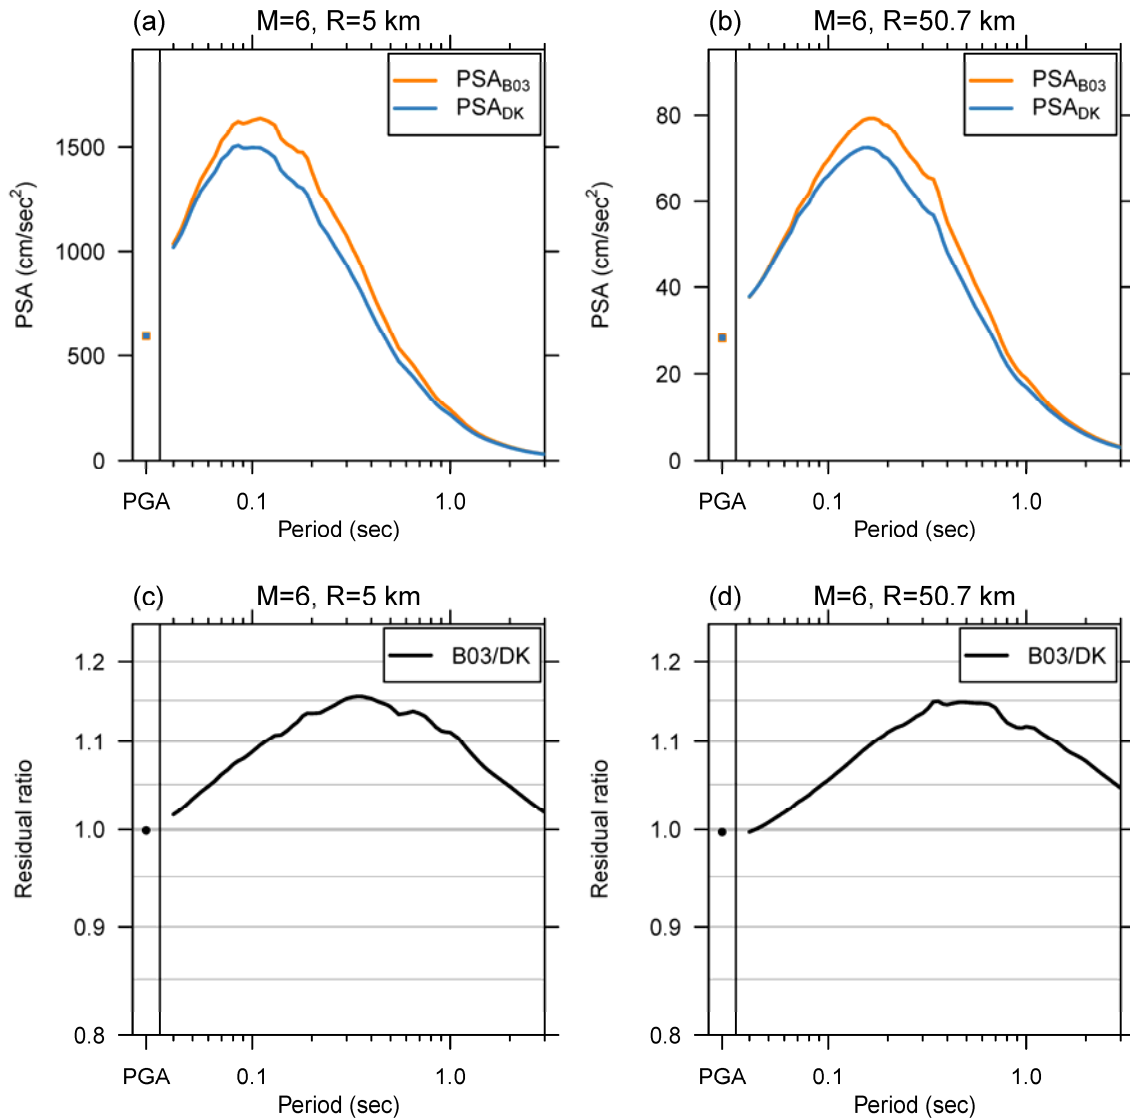 (a) M=6, R=5 km
PSA_B03
PSA_DK
PSA (cm/sec²)
1500
1000
500
0
PGA 0.1 1.0
Period (sec)
(b) M=6, R=50.7 km
PSA_B03
PSA_DK
PSA (cm/sec²)
80
60
40
20
0
PGA 0.1 1.0
Period (sec)
(c) M=6, R=5 km
B03/DK
Residual ratio
1.2
1.1
1.0
0.9
0.8
PGA 0.1 1.0
Period (sec)
(d) M=6, R=50.7 km
B03/DK
Residual ratio
1.2
1.1
1.0
0.9
0.8
PGA 0.1 1.0
Period (sec)